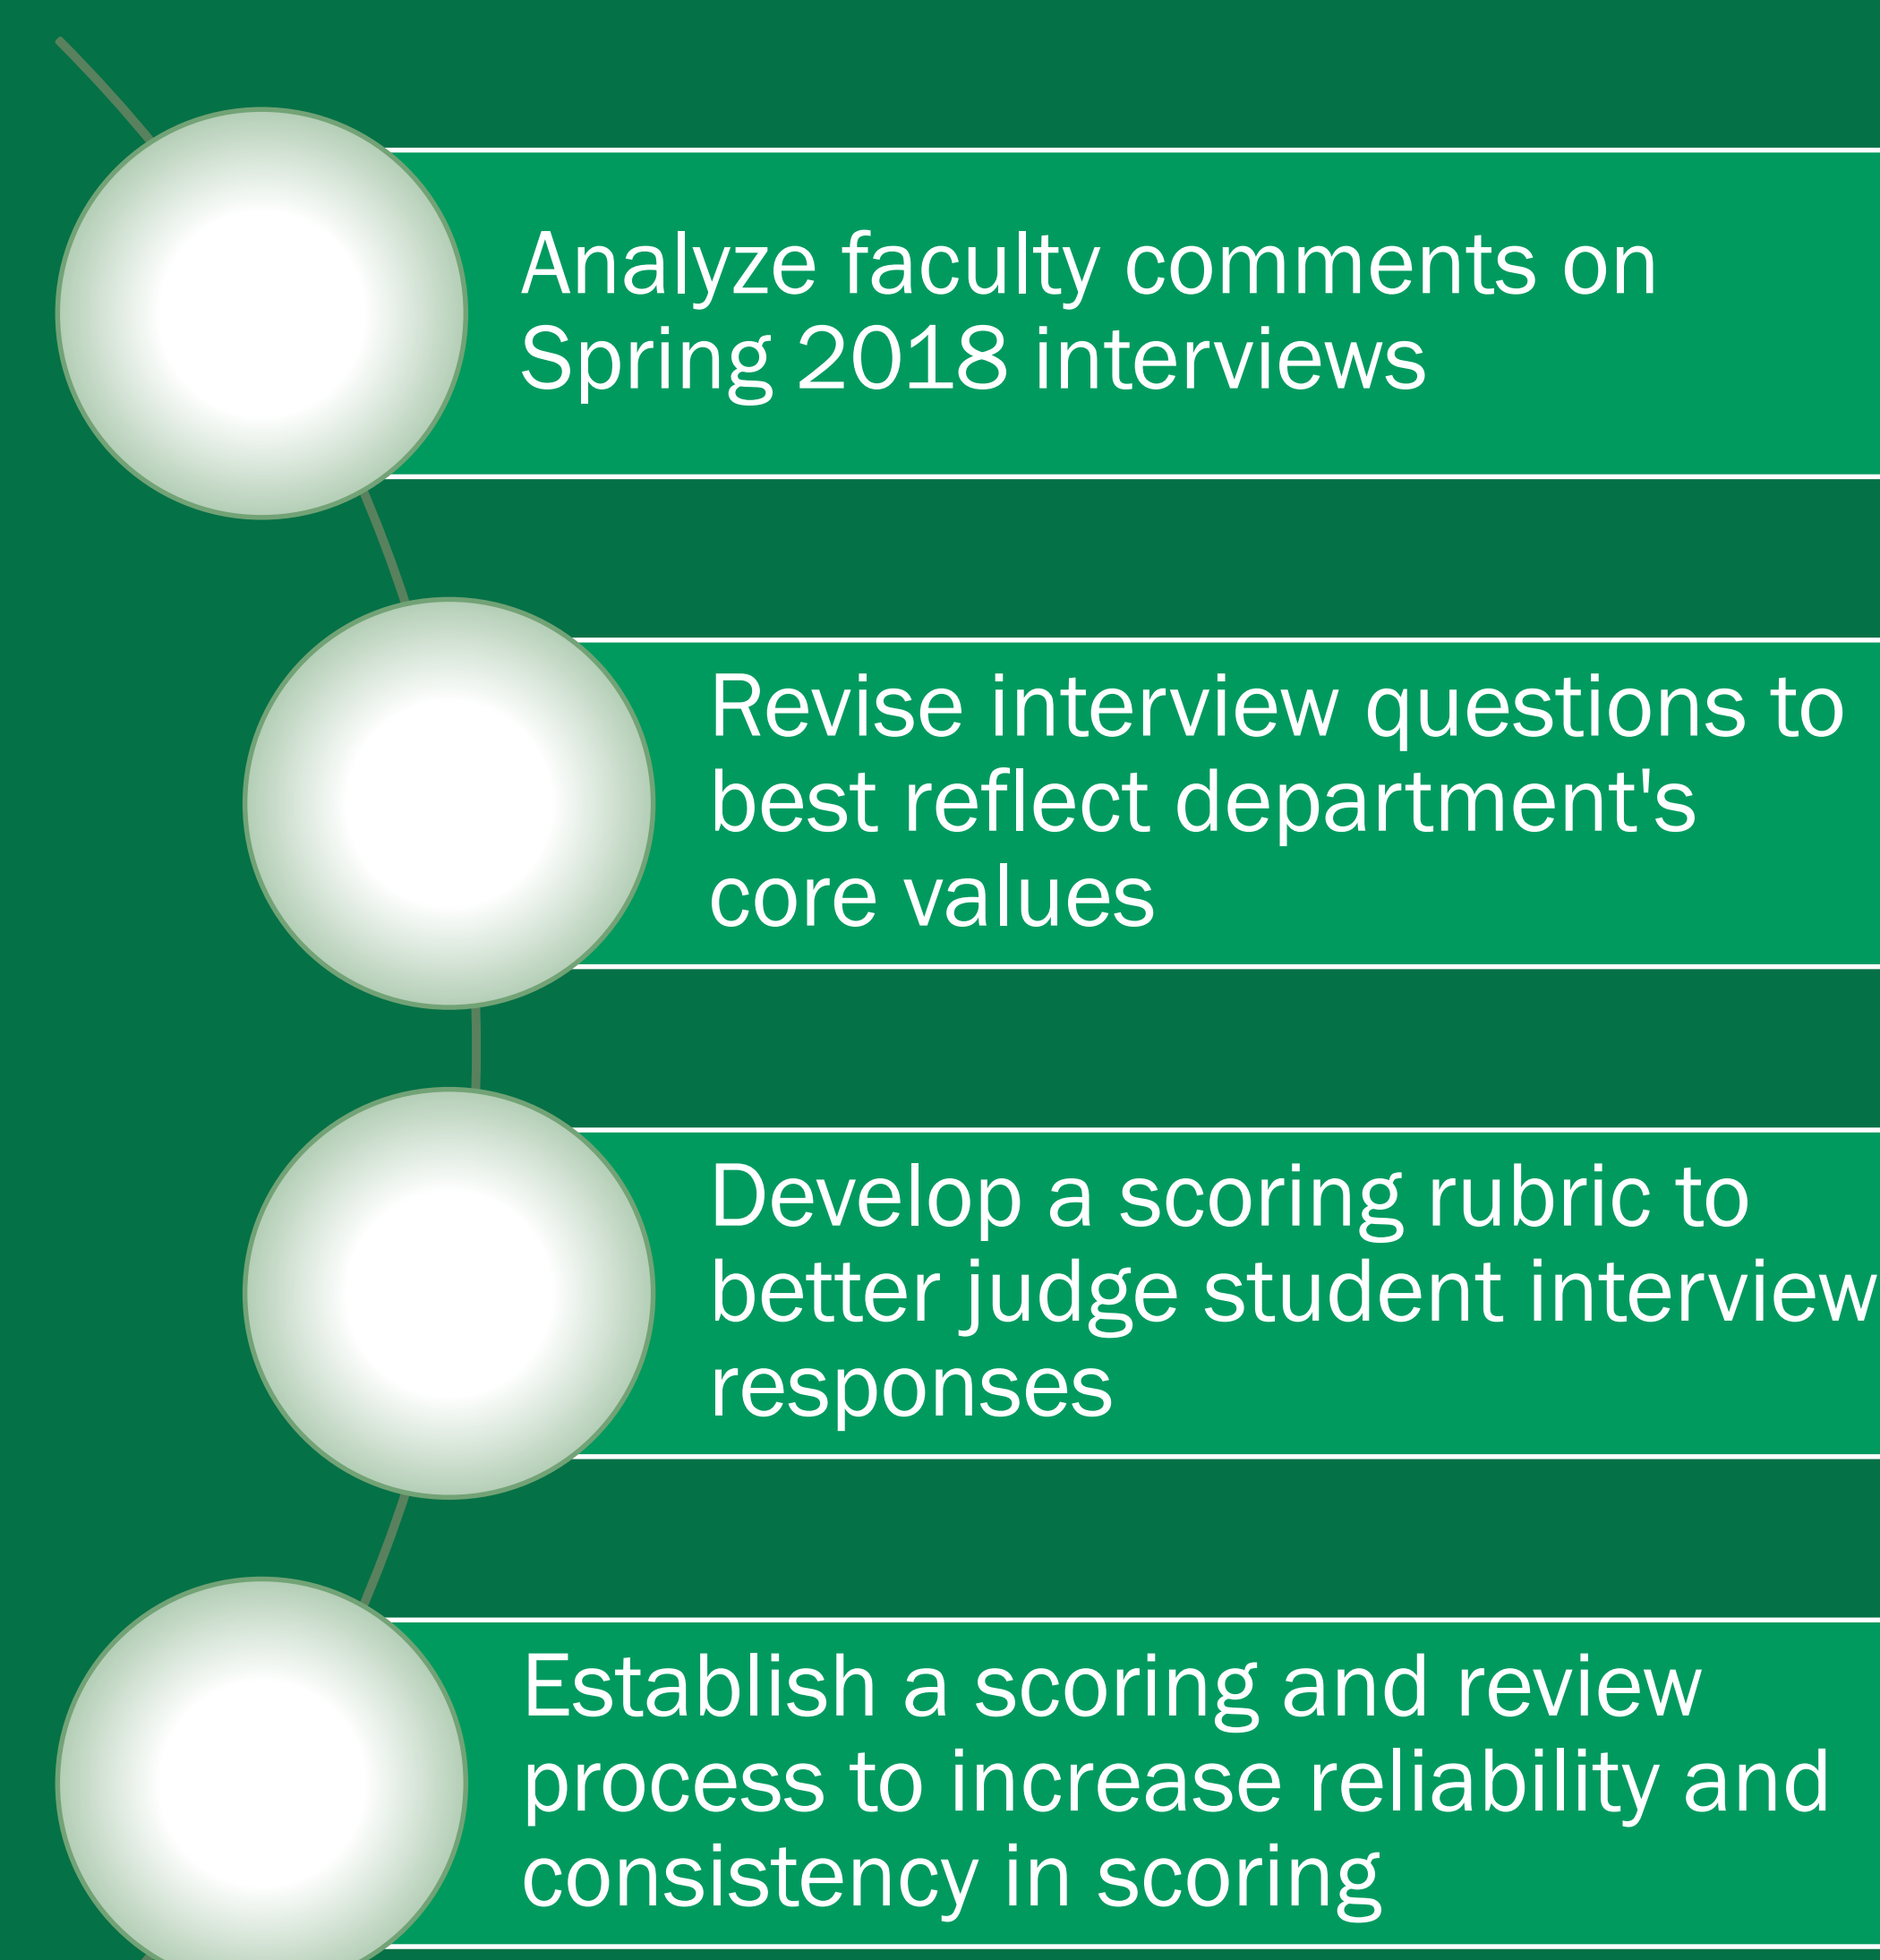 Analyze faculty comments on
Spring 2018 interviews
Revise interview questions to
best reflect department's
core values
Develop a scoring rubric to
better judge student interview
responses
Establish a scoring and review
process to increase reliability and
consistency in scoring